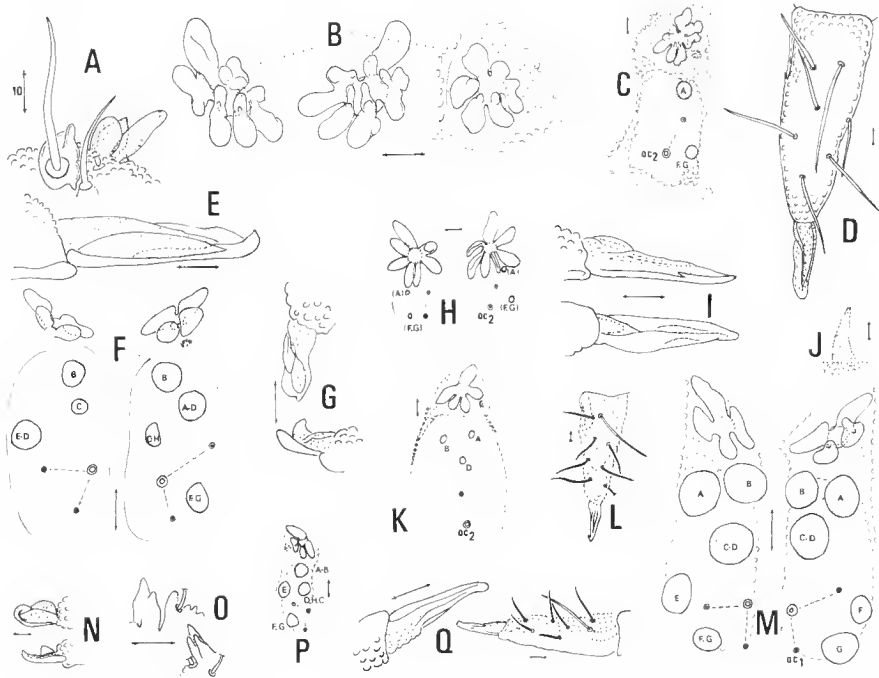 A
10
B
C
A
oc2
F.G
D
E
F
B
C
E-D
B
A-D
D.H
F.G
G
H
(A)
(F,G)
(A)
(F.G)
oc2
I
J
K
B
A
D
oc2
L
M
A
B
C-D
E
F,G
B
A
C-D
F
G
oc1
N
O
P
A-B
E
D,H,C
F,G
Q